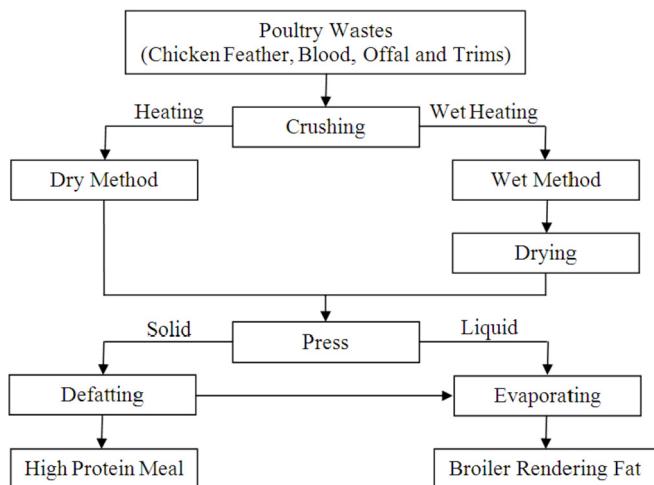 Poultry Wastes
(Chicken Feather, Blood, Offal and Trims)
Heating
Crushing
Wet Heating
Dry Method
Wet Method
Drying
Solid
Press
Liquid
Defatting
Evaporating
High Protein Meal
Broiler Rendering Fat